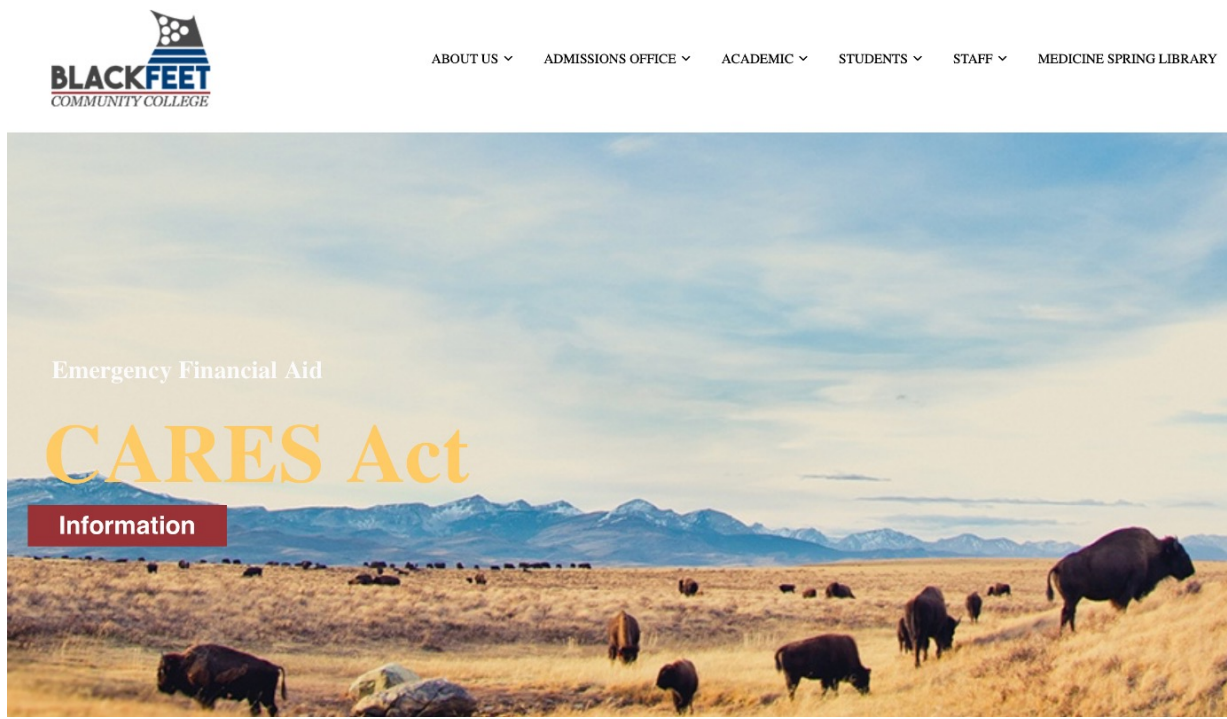 BLACKFEET
COMMUNITY COLLEGE
ABOUT US
ADMISSIONS OFFICE
ACADEMIC
STUDENTS
STAFF
MEDICINE SPRING LIBRARY
Emergency Financial Aid
CARES Act
Information